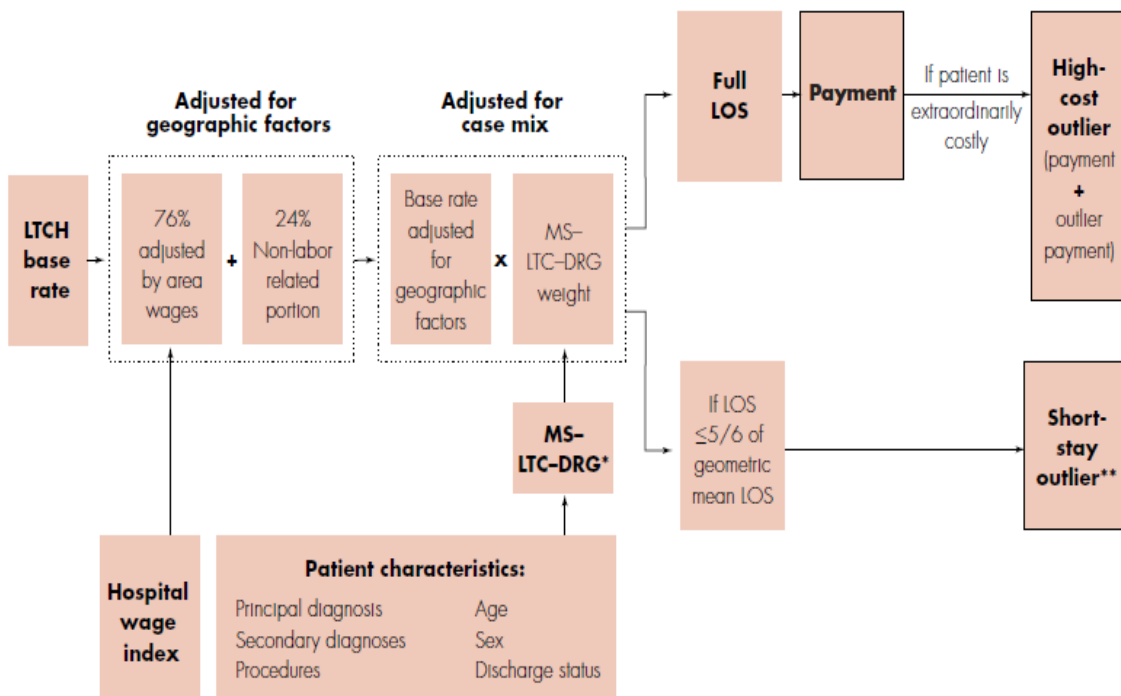 Adjusted for
geographic factors
Adjusted for
case mix
LTCH
base
rate
76%
adjusted
by area
wages
+
24%
Non-labor
related
portion
Base rate
adjusted
for
geographic
factors
x
MS–
LTC–DRG
weight
Full
LOS
Payment
If patient is
extraordinarily
costly
High-
cost
outlier
(payment
+
outlier
payment)
MS–
LTC–DRG*
If LOS
≤5/6 of
geometric
mean LOS
Short-
stay
outlier**
Hospital
wage
index
Patient characteristics:
Principal diagnosis
Secondary diagnoses
Procedures
Age
Sex
Discharge status